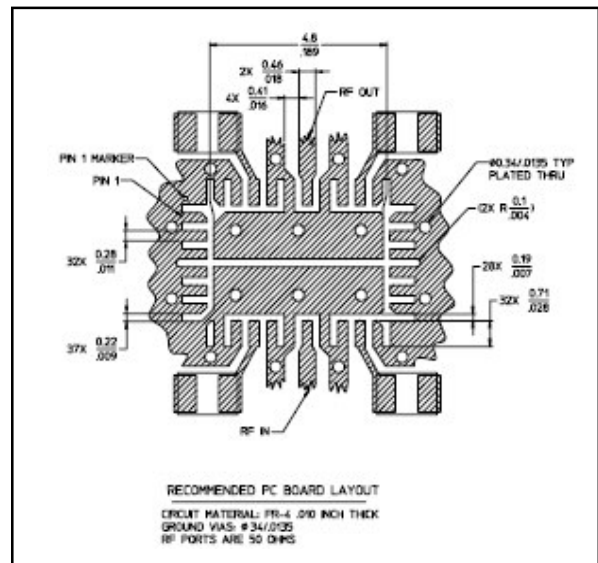 4.8
.189
2X 0.46
.018
4X 0.41
.016
RF OUT
PIN 1 MARKER
PIN 1
Ø0.34/.0135 TYP
PLATED THRU
(2X R 0.1
.004 )
32X 0.28
.011
28X 0.19
.007
32X 0.71
.028
37X 0.22
.009
RF IN
RECOMMENDED PC BOARD LAYOUT
CIRCUIT MATERIAL: FR-4 .010 INCH THICK
GROUND VIAS: Ø 34/.0135
RF PORTS ARE 50 OHMS